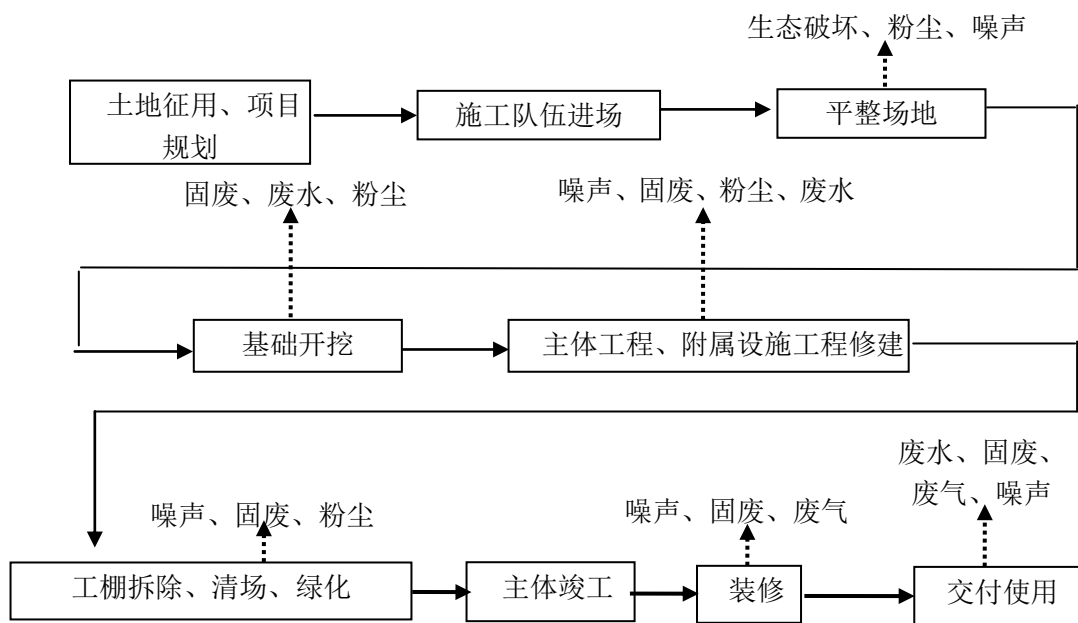 生态破坏、粉尘、噪声
土地征用、项目
规划
施工队伍进场
平整场地
固废、废水、粉尘
噪声、固废、粉尘、废水
基础开挖
主体工程、附属设施工程修建
废水、固废、
废气、噪声
噪声、固废、粉尘
噪声、固废、废气
工棚拆除、清场、绿化
主体竣工
装修
交付使用